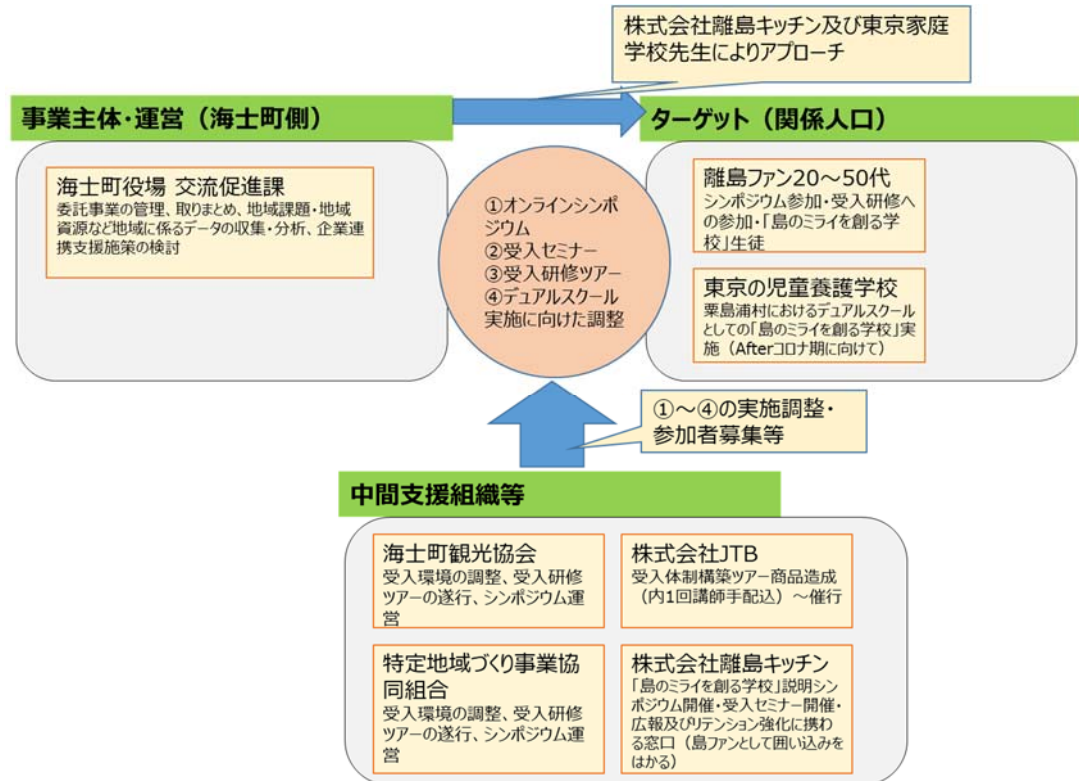 株式会社離島キッチン及び東京家庭
学校先生によりアプローチ
事業主体・運営（海士町側）
ターゲット（関係人口）
海士町役場 交流促進課
委託事業の管理、取りまとめ、地域課題・地域
資源など地域に係るデータの収集・分析、企業連
携支援施策の検討
①オンラインシンポ
ジウム
②受入セミナー
③受入研修ツアー
④デュアルスクール
実施に向けた調整
離島ファン20～50代
シンポジウム参加・受入研修へ
の参加・「島のミライを創る学
校」生徒
東京の児童養護学校
粟島浦村におけるデュアルスクール
としての「島のミライを創る学校」実
施（Afterコロナ期に向けて）
①～④の実施調整・
参加者募集等
中間支援組織等
海士町観光協会
受入環境の調整、受入研修
ツアーの遂行、シンポジウム運
営
株式会社JTB
受入体制構築ツアー商品造成
（内1回講師手配込）～催行
特定地域づくり事業協
同組合
受入環境の調整、受入研修
ツアーの遂行、シンポジウム運
営
株式会社離島キッチン
「島のミライを創る学校」説明シン
ポジウム開催・受入セミナー開催・
広報及びリテンション強化に携わ
る窓口（島ファンとして囲い込みを
はかる）